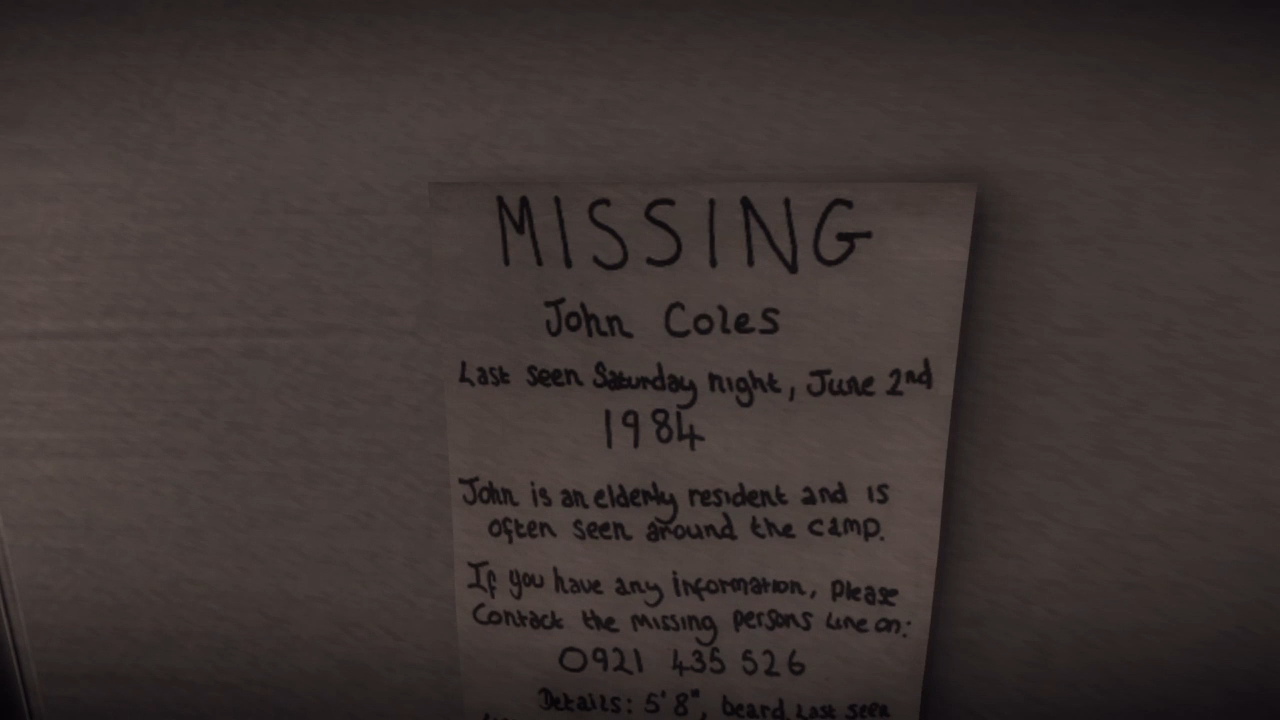 MISSING
John Coles
Last seen Saturday night, June 2nd
1984
John is an elderly resident and is
often seen around the camp.
If you have any information, please
contact the missing persons line on:
0921 435 526
Details: 5'8", beard, last seen